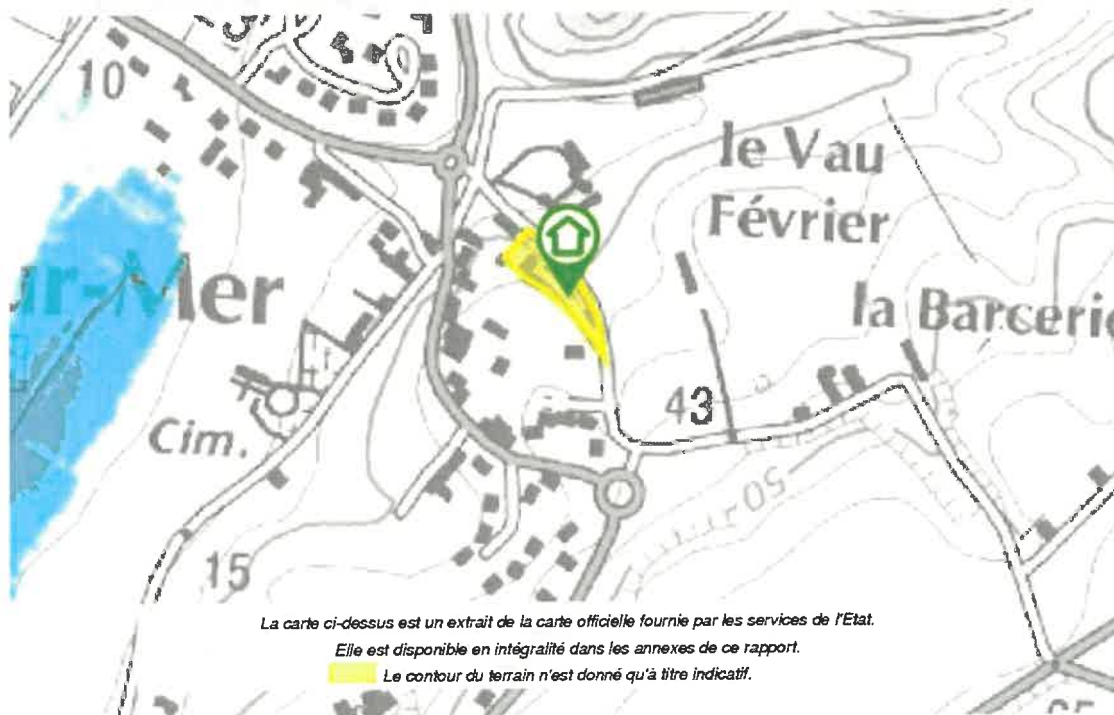 10
le Vau
Février
ur-Mer
la Barcerie
43
Cim.
50
15
La carte ci-dessus est un extrait de la carte officielle fournie par les services de l'Etat.
Elle est disponible en intégralité dans les annexes de ce rapport.
Le contour du terrain n'est donné qu'à titre indicatif.